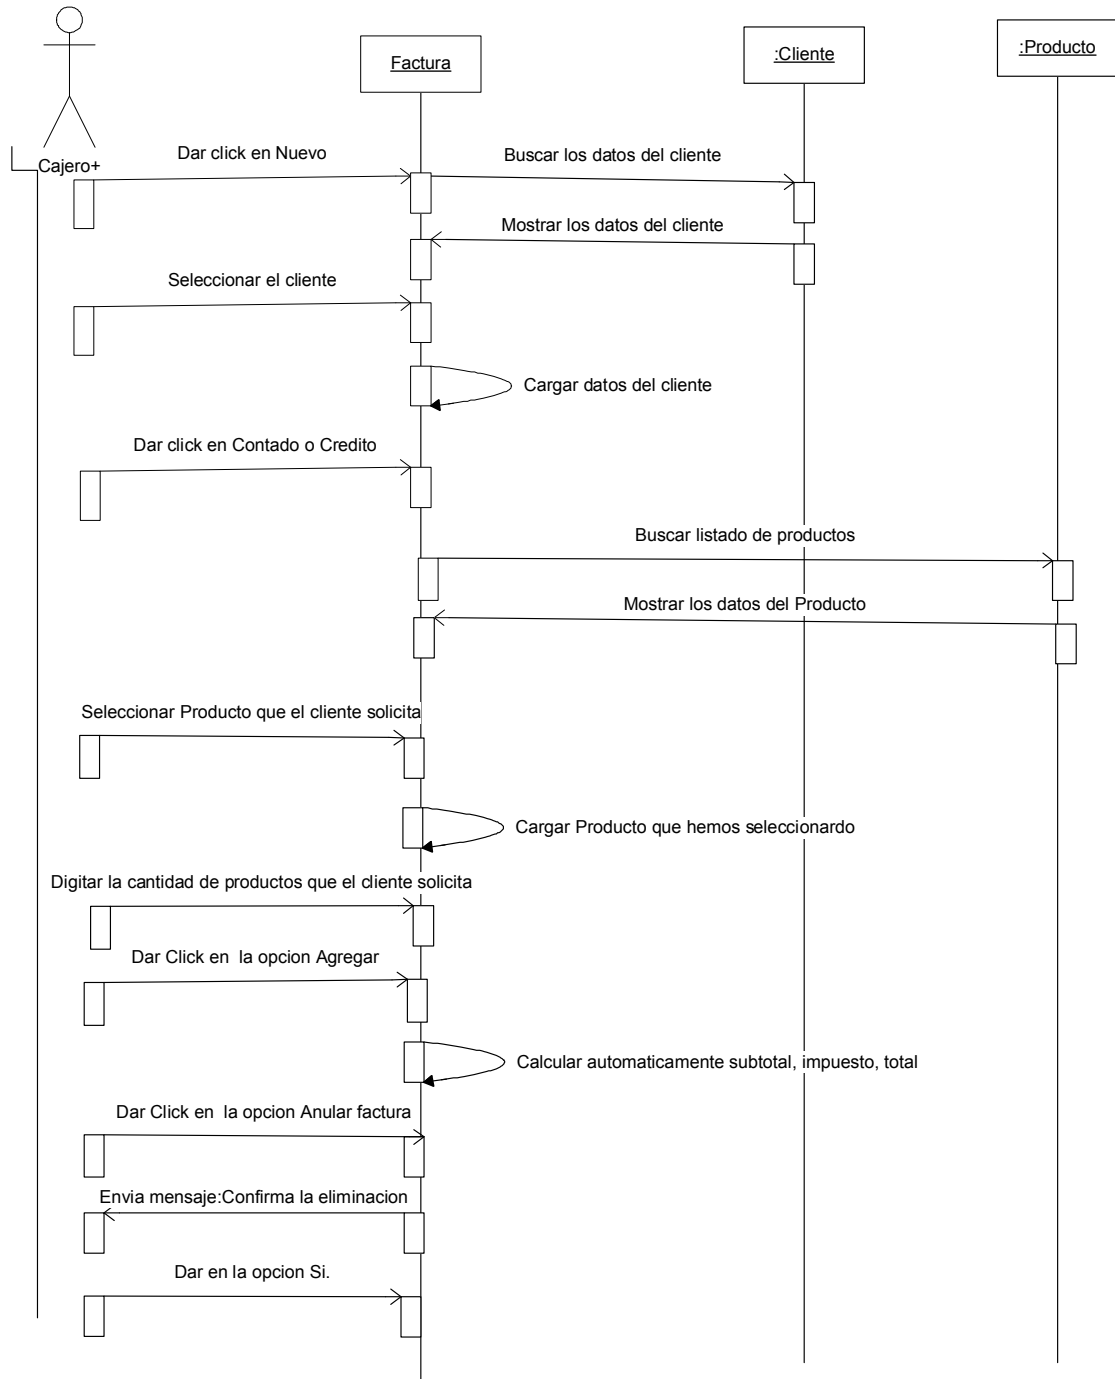 Factura
:Cliente
:Producto
Cajero+
Dar click en Nuevo
Buscar los datos del cliente
Mostrar los datos del cliente
Seleccionar el cliente
Cargar datos del cliente
Dar click en Contado o Credito
Buscar listado de productos
Mostrar los datos del Producto
Seleccionar Producto que el cliente solicita
Cargar Producto que hemos seleccionardo
Digitar la cantidad de productos que el cliente solicita
Dar Click en  la opcion Agregar
Calcular automaticamente subtotal, impuesto, total
Dar Click en  la opcion Anular factura
Envia mensaje:Confirma la eliminacion
Dar en la opcion Si.